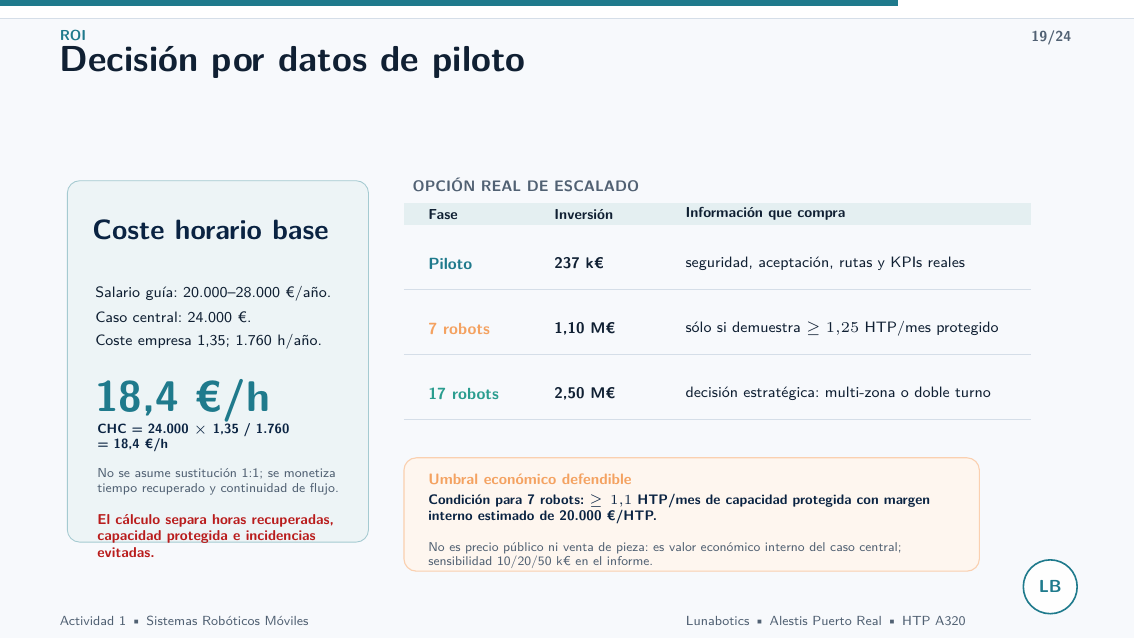 ROI
19/24
Decisión por datos de piloto
Coste horario base
Salario guía: 20.000–28.000 €/año.
Caso central: 24.000 €.
Coste empresa 1,35; 1.760 h/año.
18,4 €/h
CHC = 24.000 × 1,35 / 1.760
= 18,4 €/h
No se asume sustitución 1:1; se monetiza
tiempo recuperado y continuidad de flujo.
El cálculo separa horas recuperadas,
capacidad protegida e incidencias
evitadas.
OPCIÓN REAL DE ESCALADO
Fase Inversión Información que compra
Piloto 237 k€ seguridad, aceptación, rutas y KPIs reales
7 robots 1,10 M€ sólo si demuestra ≥ 1,25 HTP/mes protegido
17 robots 2,50 M€ decisión estratégica: multi-zona o doble turno
Umbral económico defendible
Condición para 7 robots: ≥ 1,1 HTP/mes de capacidad protegida con margen
interno estimado de 20.000 €/HTP.
No es precio público ni venta de pieza: es valor económico interno del caso central;
sensibilidad 10/20/50 k€ en el informe.
LB
Actividad 1 ▪ Sistemas Robóticos Móviles
Lunabotics ▪ Alestis Puerto Real ▪ HTP A320